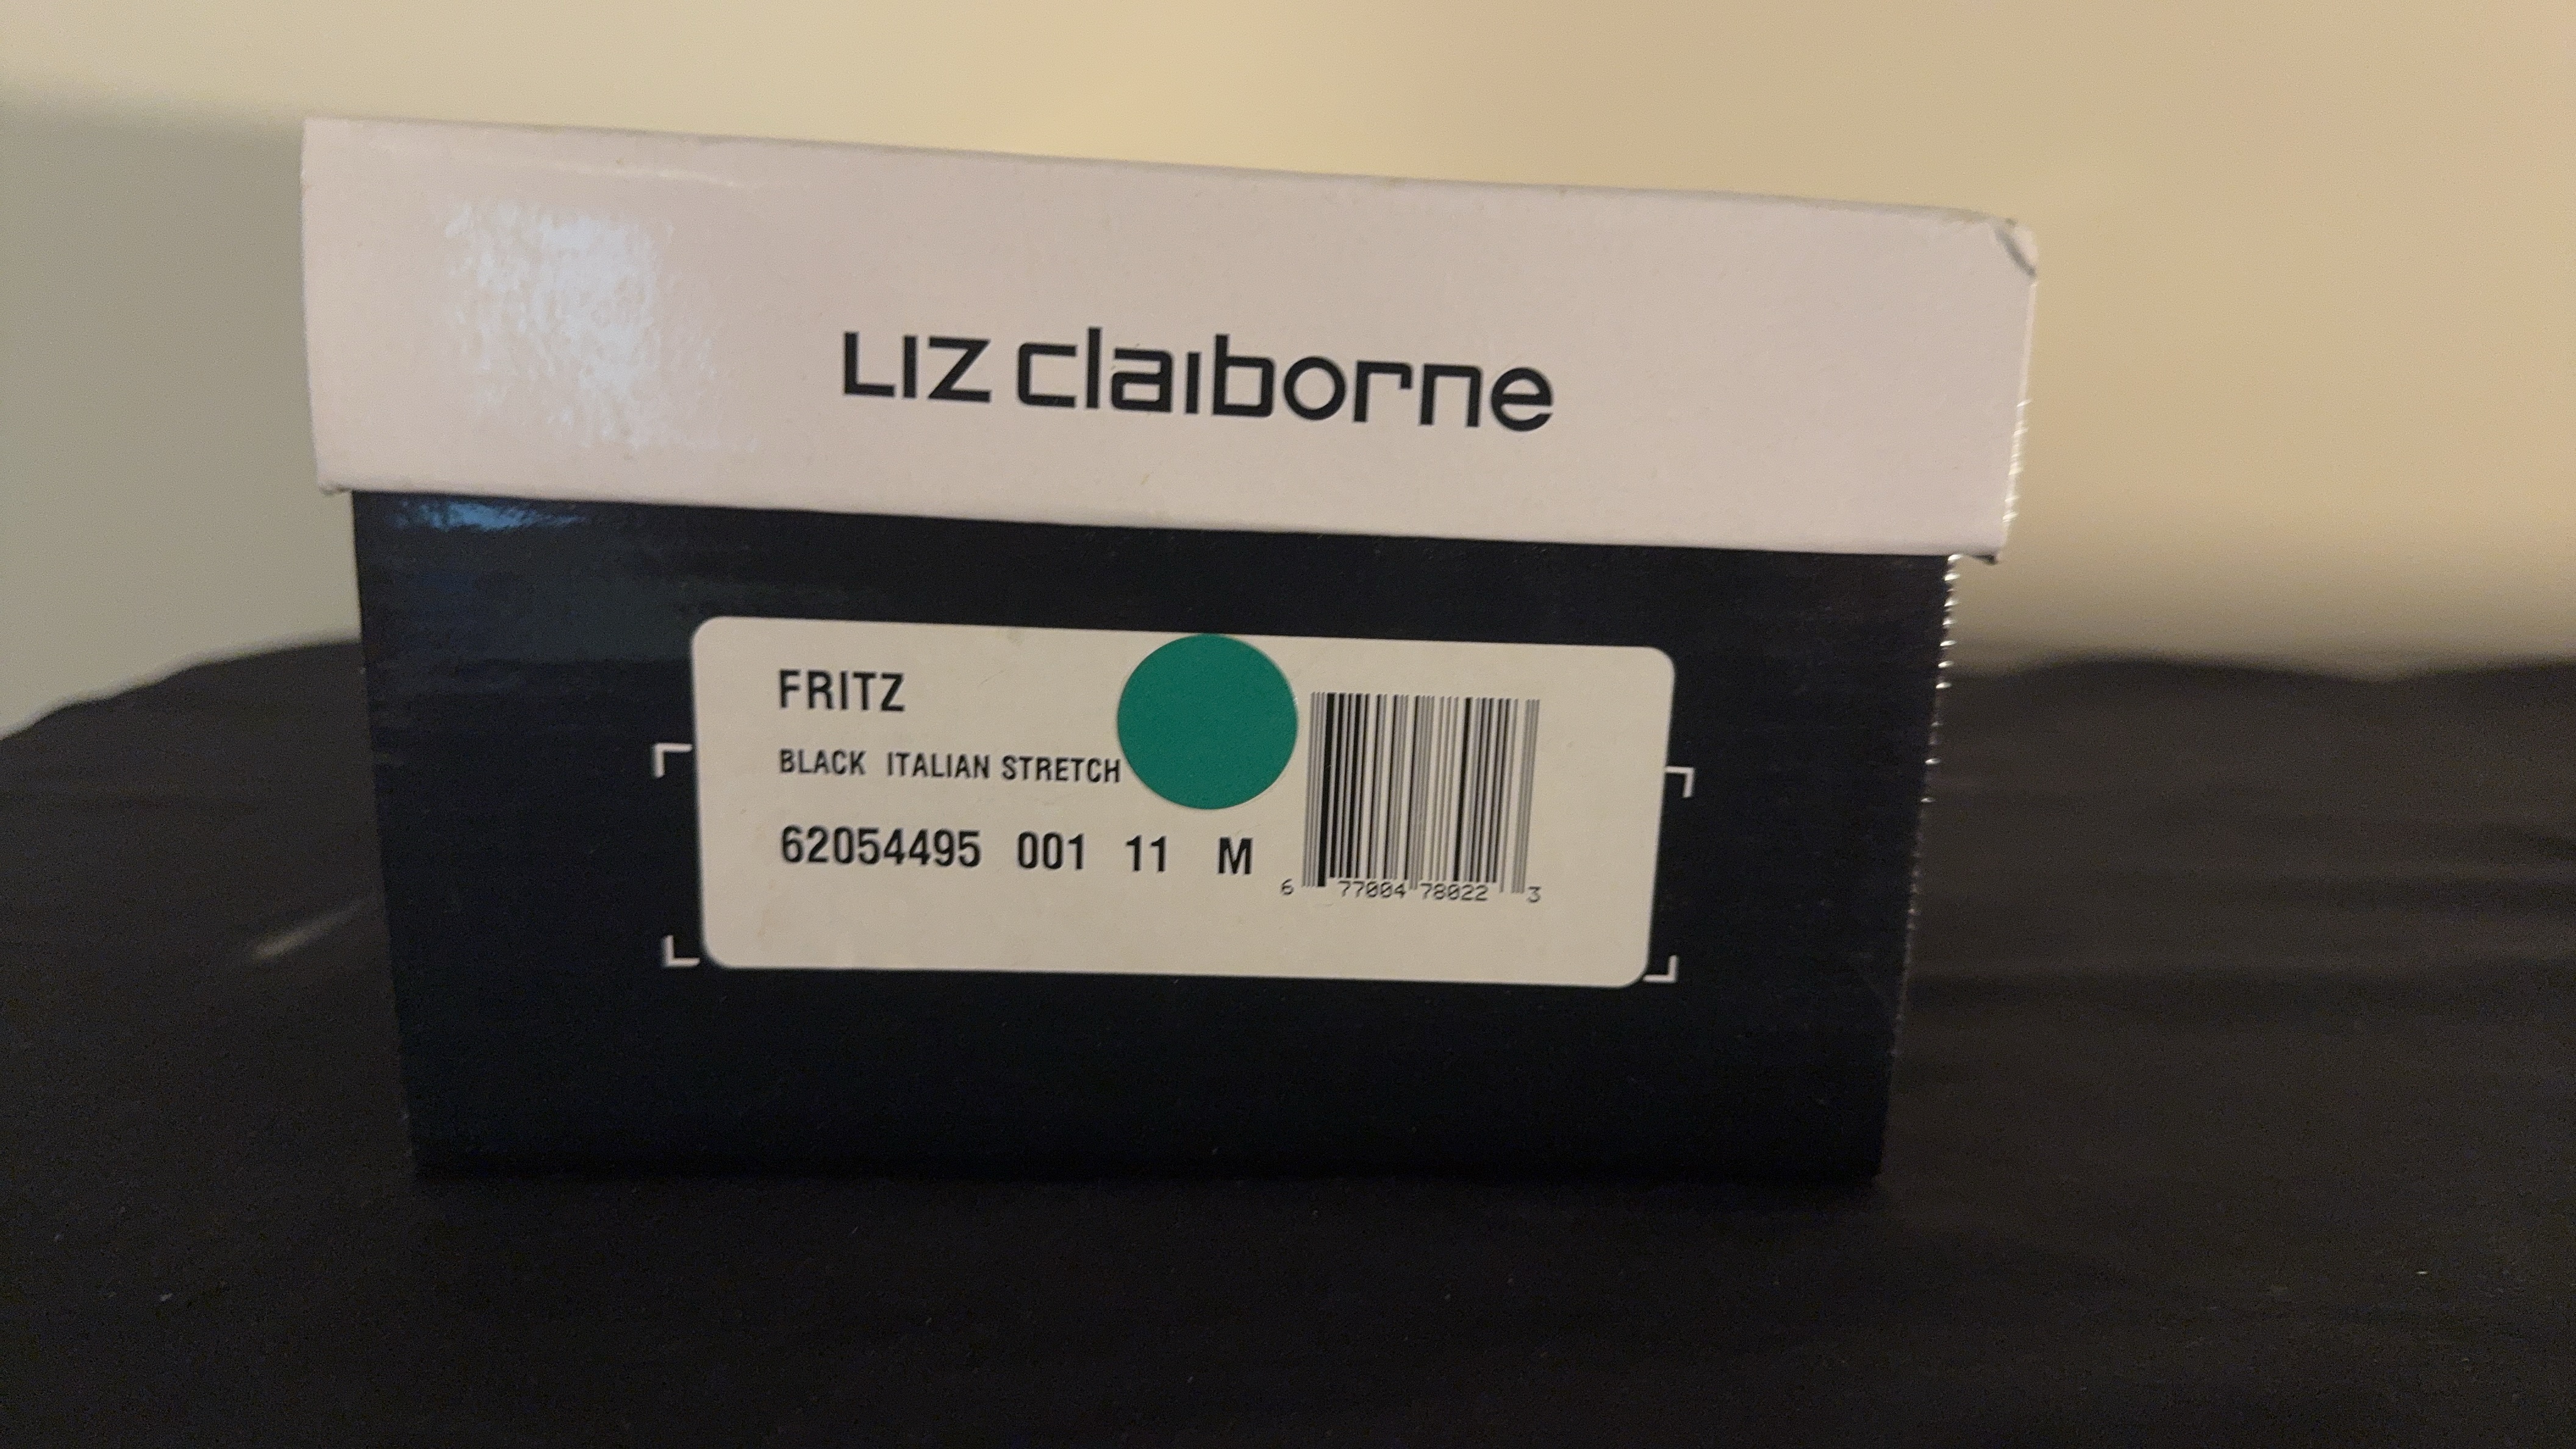 LIZ claiborne
FRITZ
BLACK ITALIAN STRETCH
62054495 001 11 M
6 77004 78022 3